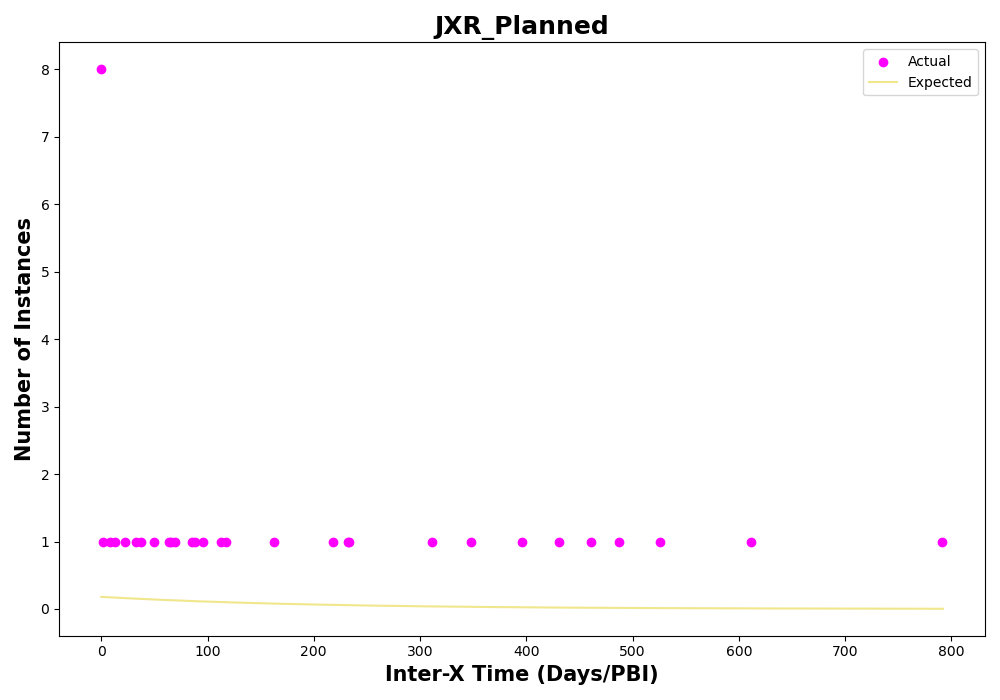 JXR_Planned
Actual
Expected
Number of Instances
8
7
6
5
4
3
2
1
0
0 100 200 300 400 500 600 700 800
Inter-X Time (Days/PBI)